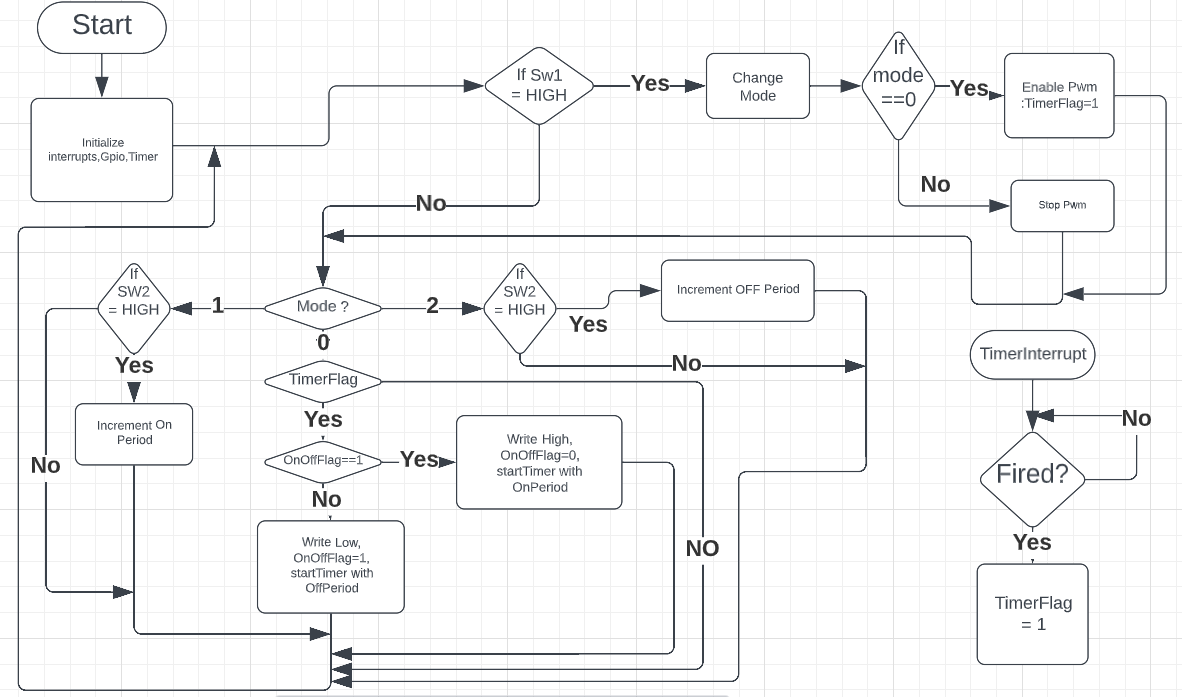 Start
Initialize
interrupts,Gpio,Timer
If Sw1
= HIGH
Yes
Change
Mode
If
mode
==0
Yes
Enable Pwm
:TimerFlag=1
No
Stop Pwm
No
If
SW2
= HIGH
1
Mode ?
2
If
SW2
= HIGH
Yes
Increment OFF Period
No
0
Yes
TimerFlag
Yes
Increment On
Period
No
OnOffFlag==1
Yes
Write High,
OnOffFlag=0,
startTimer with
OnPeriod
No
Write Low,
OnOffFlag=1,
startTimer with
OffPeriod
NO
TimerInterrupt
No
Fired?
Yes
TimerFlag
= 1